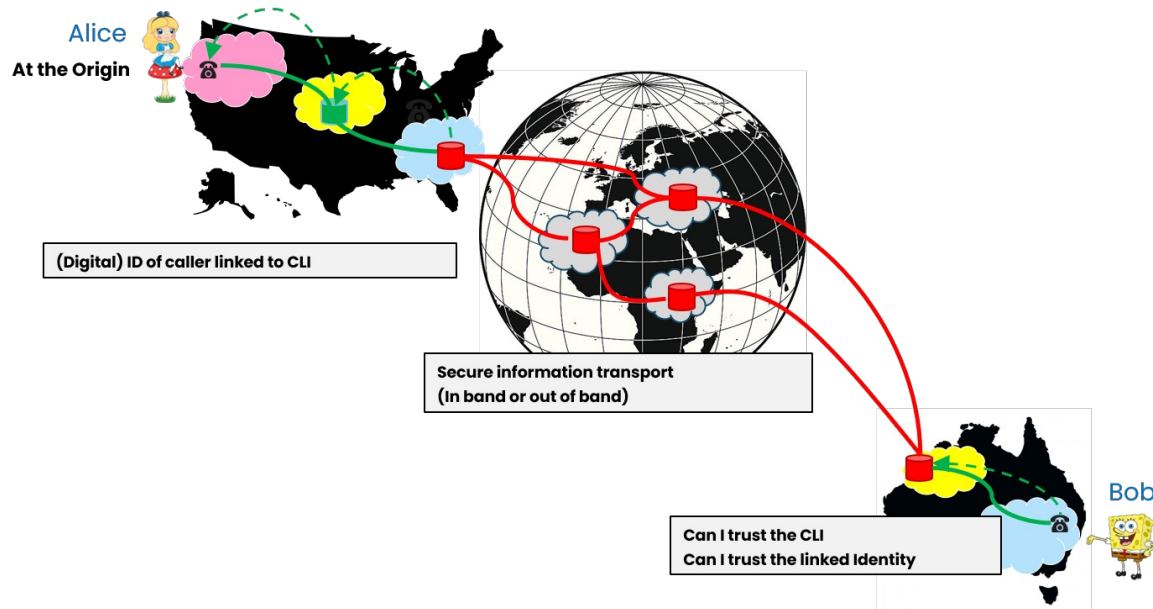 Alice
At the Origin
(Digital) ID of caller linked to CLI
Secure information transport
(In band or out of band)
Bob
Can I trust the CLI
Can I trust the linked Identity